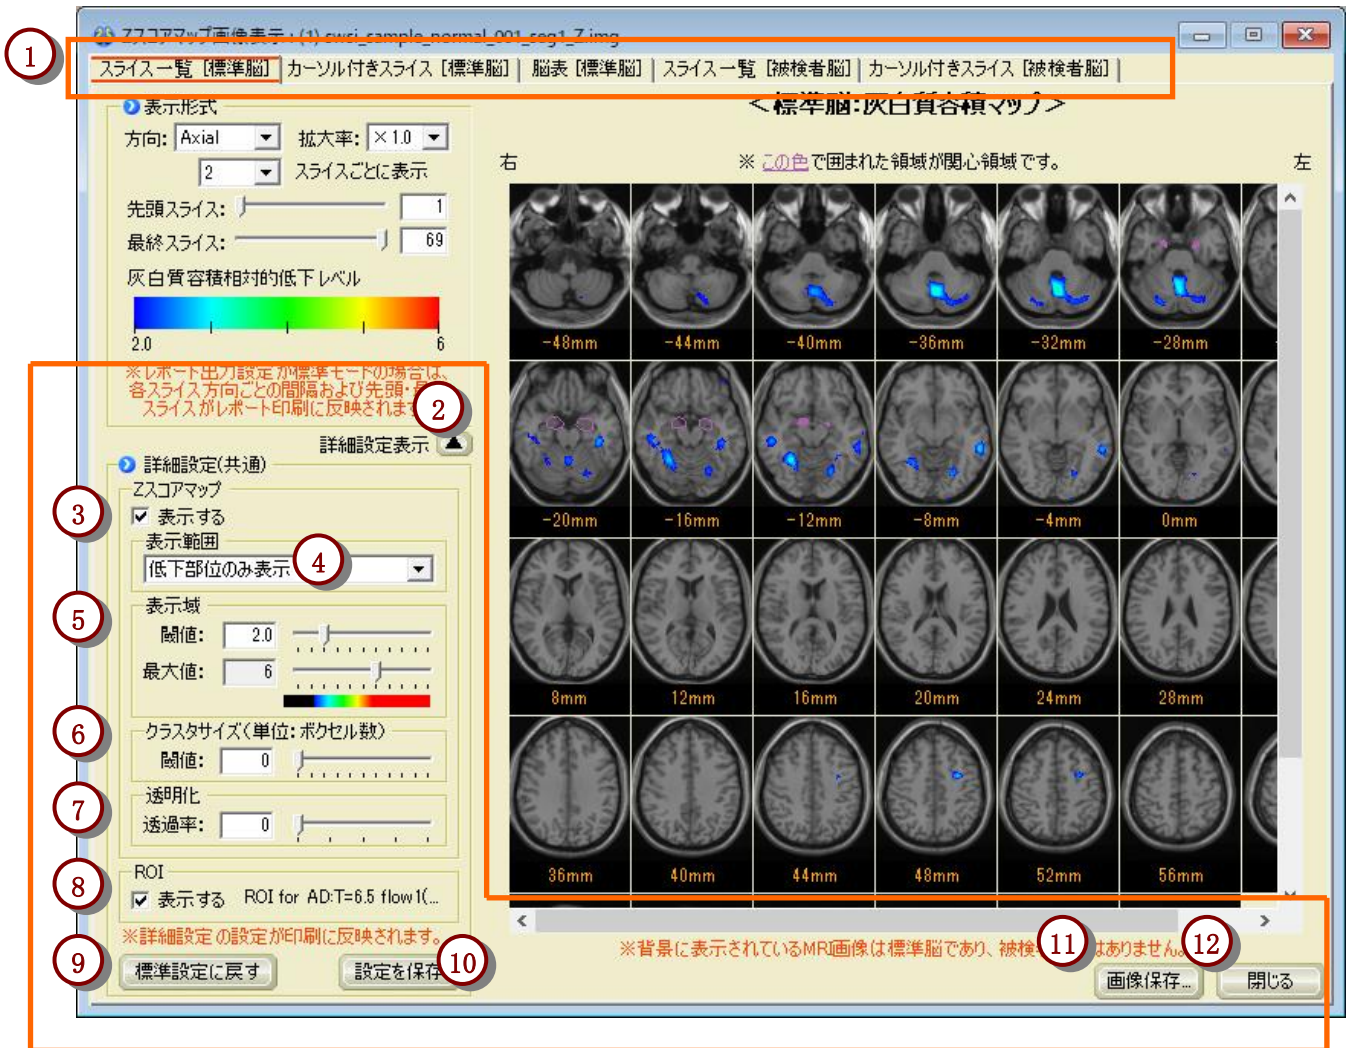 1
Zスコアマップ画像表示 : (1) swsi_sample_normal_001_seg1_Z.img
スライス一覧 [標準脳] カーソル付きスライス [標準脳] 脳表 [標準脳] スライス一覧 [被検者脳] カーソル付きスライス [被検者脳]
表示形式
方向: Axial 拡大率: ×1.0
2 スライスごとに表示
先頭スライス: 1
最終スライス: 69
灰白質容積相対的低下レベル
2.0 6
※レポート出力設定が標準モードの場合は、
各スライス方向ごとの間隔および先頭・最
スライスがレポート印刷に反映されます
2
詳細設定表示
詳細設定(共通)
Zスコアマップ
3
表示する
表示範囲
低下部位のみ表示
4
表示域
5
閾値: 2.0
最大値: 6
クラスタサイズ(単位: ボクセル数)
6
閾値: 0
透明化
7
透過率: 0
ROI
8
表示する ROI for AD:T=6.5 flow1(...
※詳細設定の設定が印刷に反映されます。
9
標準設定に戻す
設定を保存
10
<標準脳:灰白質容積マップ>
右 ※ この色で囲まれた領域が関心領域です。 左
-48mm -44mm -40mm -36mm -32mm -28mm
-20mm -16mm -12mm -8mm -4mm 0mm
8mm 12mm 16mm 20mm 24mm 28mm
36mm 40mm 44mm 48mm 52mm 56mm
※背景に表示されているMRI画像は標準脳であり、被検 はありません。
11
12
画像保存... 閉じる